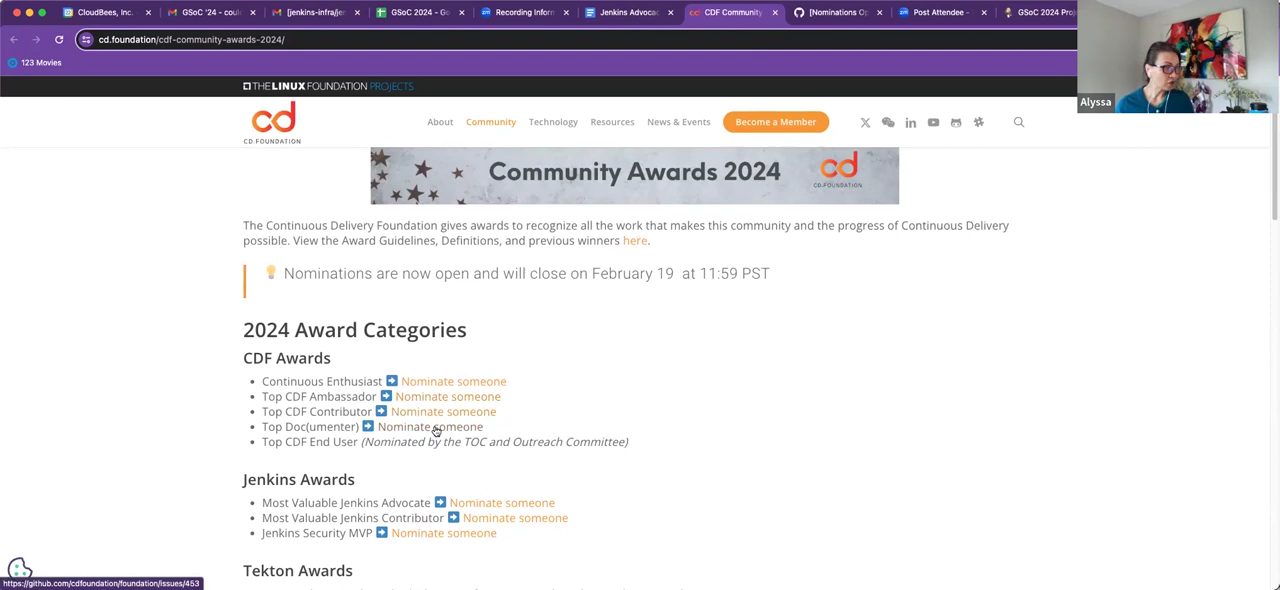 CloudBees, Inc.
GSoC '24 - cou
[jenkins-infra/jer
GSoC 2024 - Ge
Recording Inform
Jenkins Advoca
CDF Community
[Nominations Op
Post Attendee -
GSoC 2024 Proj
cd.foundation/cdf-community-awards-2024/
123 Movies
Alyssa
THE LINUX FOUNDATION PROJECTS
cd
CD.FOUNDATION
About Community Technology Resources News & Events Become a Member
Community Awards 2024
cd
CD.FOUNDATION
The Continuous Delivery Foundation gives awards to recognize all the work that makes this community and the progress of Continuous Delivery
possible. View the Award Guidelines, Definitions, and previous winners here.
Nominations are now open and will close on February 19 at 11:59 PST
2024 Award Categories
CDF Awards
Continuous Enthusiast ➡ Nominate someone
Top CDF Ambassador ➡ Nominate someone
Top CDF Contributor ➡ Nominate someone
Top Doc(umenter) ➡ Nominate someone
Top CDF End User (Nominated by the TOC and Outreach Committee)
Jenkins Awards
Most Valuable Jenkins Advocate ➡ Nominate someone
Most Valuable Jenkins Contributor ➡ Nominate someone
Jenkins Security MVP ➡ Nominate someone
Tekton Awards
https://github.com/cdfoundation/foundation/issues/453